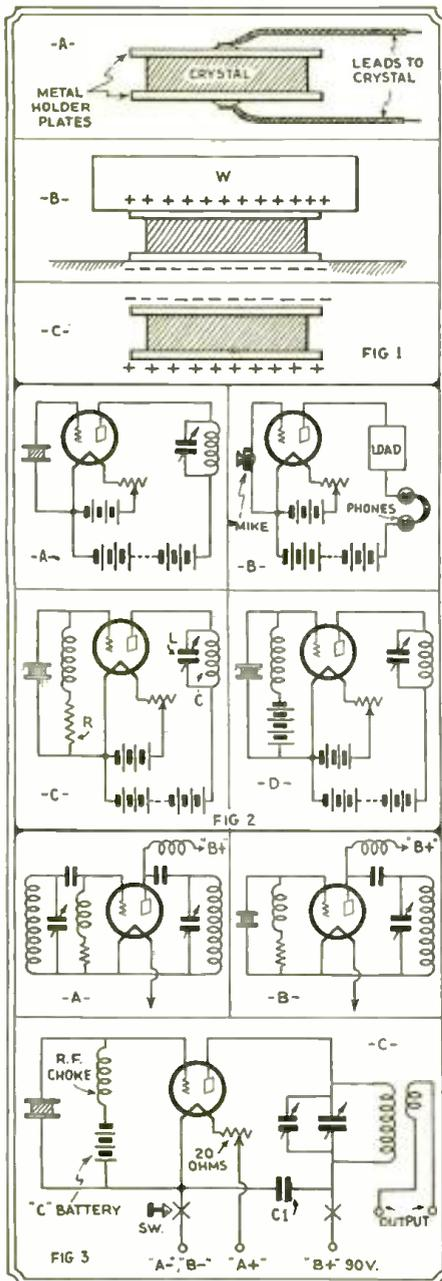 -A-
METAL
HOLDER
PLATES
CRYSTAL
LEADS TO
CRYSTAL
-B-
W
+ + + + + + + + + + + +
-C-
+ + + + + + + + + +
FIG 1
-A-
MIKE
-B-
LOAD
PHONES
R
-C-
L
C
-D-
FIG 2
"B+"
-A-
"B+"
-B-
R.F.
CHOKE
"C" BATTERY
20
OHMS
-C-
SW.
C1
OUTPUT
FIG 3
"A-","B-"
"A+"
"B+" 90V.